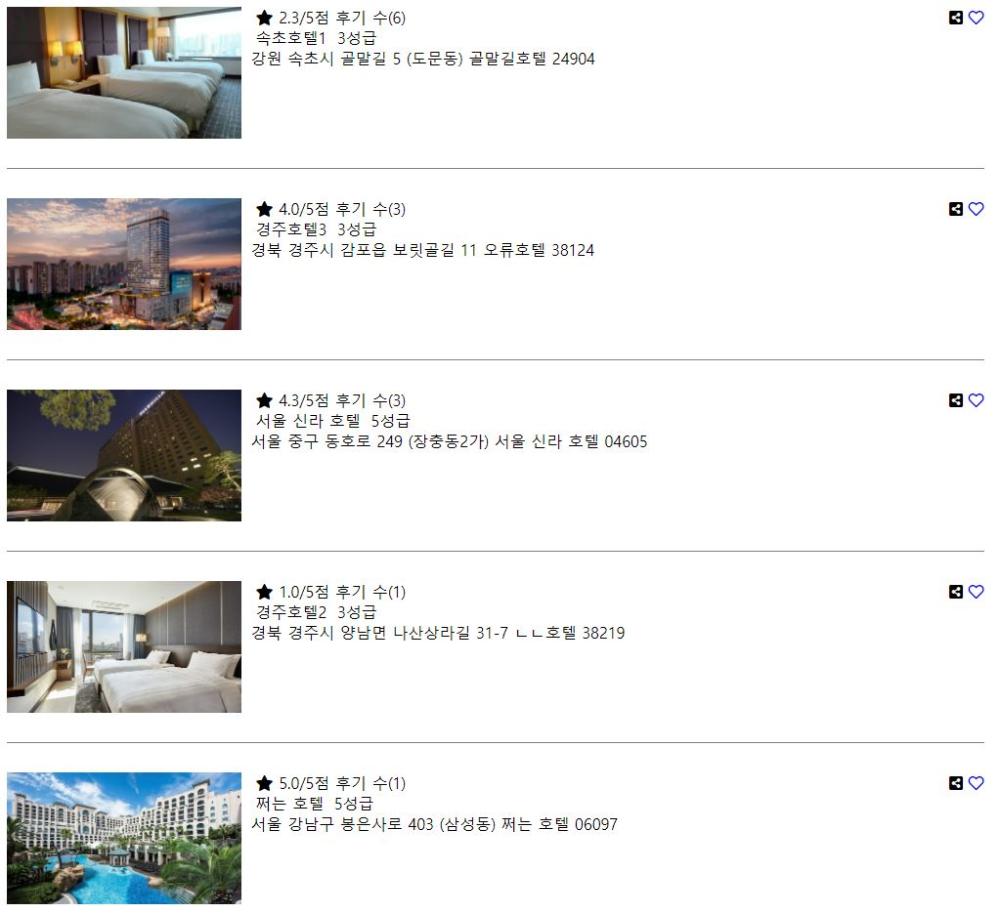 2.3/5점 후기 수(6)
속초호텔1 3성급
강원 속초시 골말길 5 (도문동) 골말길호텔 24904
4.0/5점 후기 수(3)
경주호텔3 3성급
경북 경주시 감포읍 보릿골길 11 오류호텔 38124
4.3/5점 후기 수(3)
서울 신라 호텔 5성급
서울 중구 동호로 249 (장충동2가) 서울 신라 호텔 04605
1.0/5점 후기 수(1)
경주호텔2 3성급
경북 경주시 양남면 나산상라길 31-7 ㄴㄴ호텔 38219
5.0/5점 후기 수(1)
쩌는 호텔 5성급
서울 강남구 봉은사로 403 (삼성동) 쩌는 호텔 06097